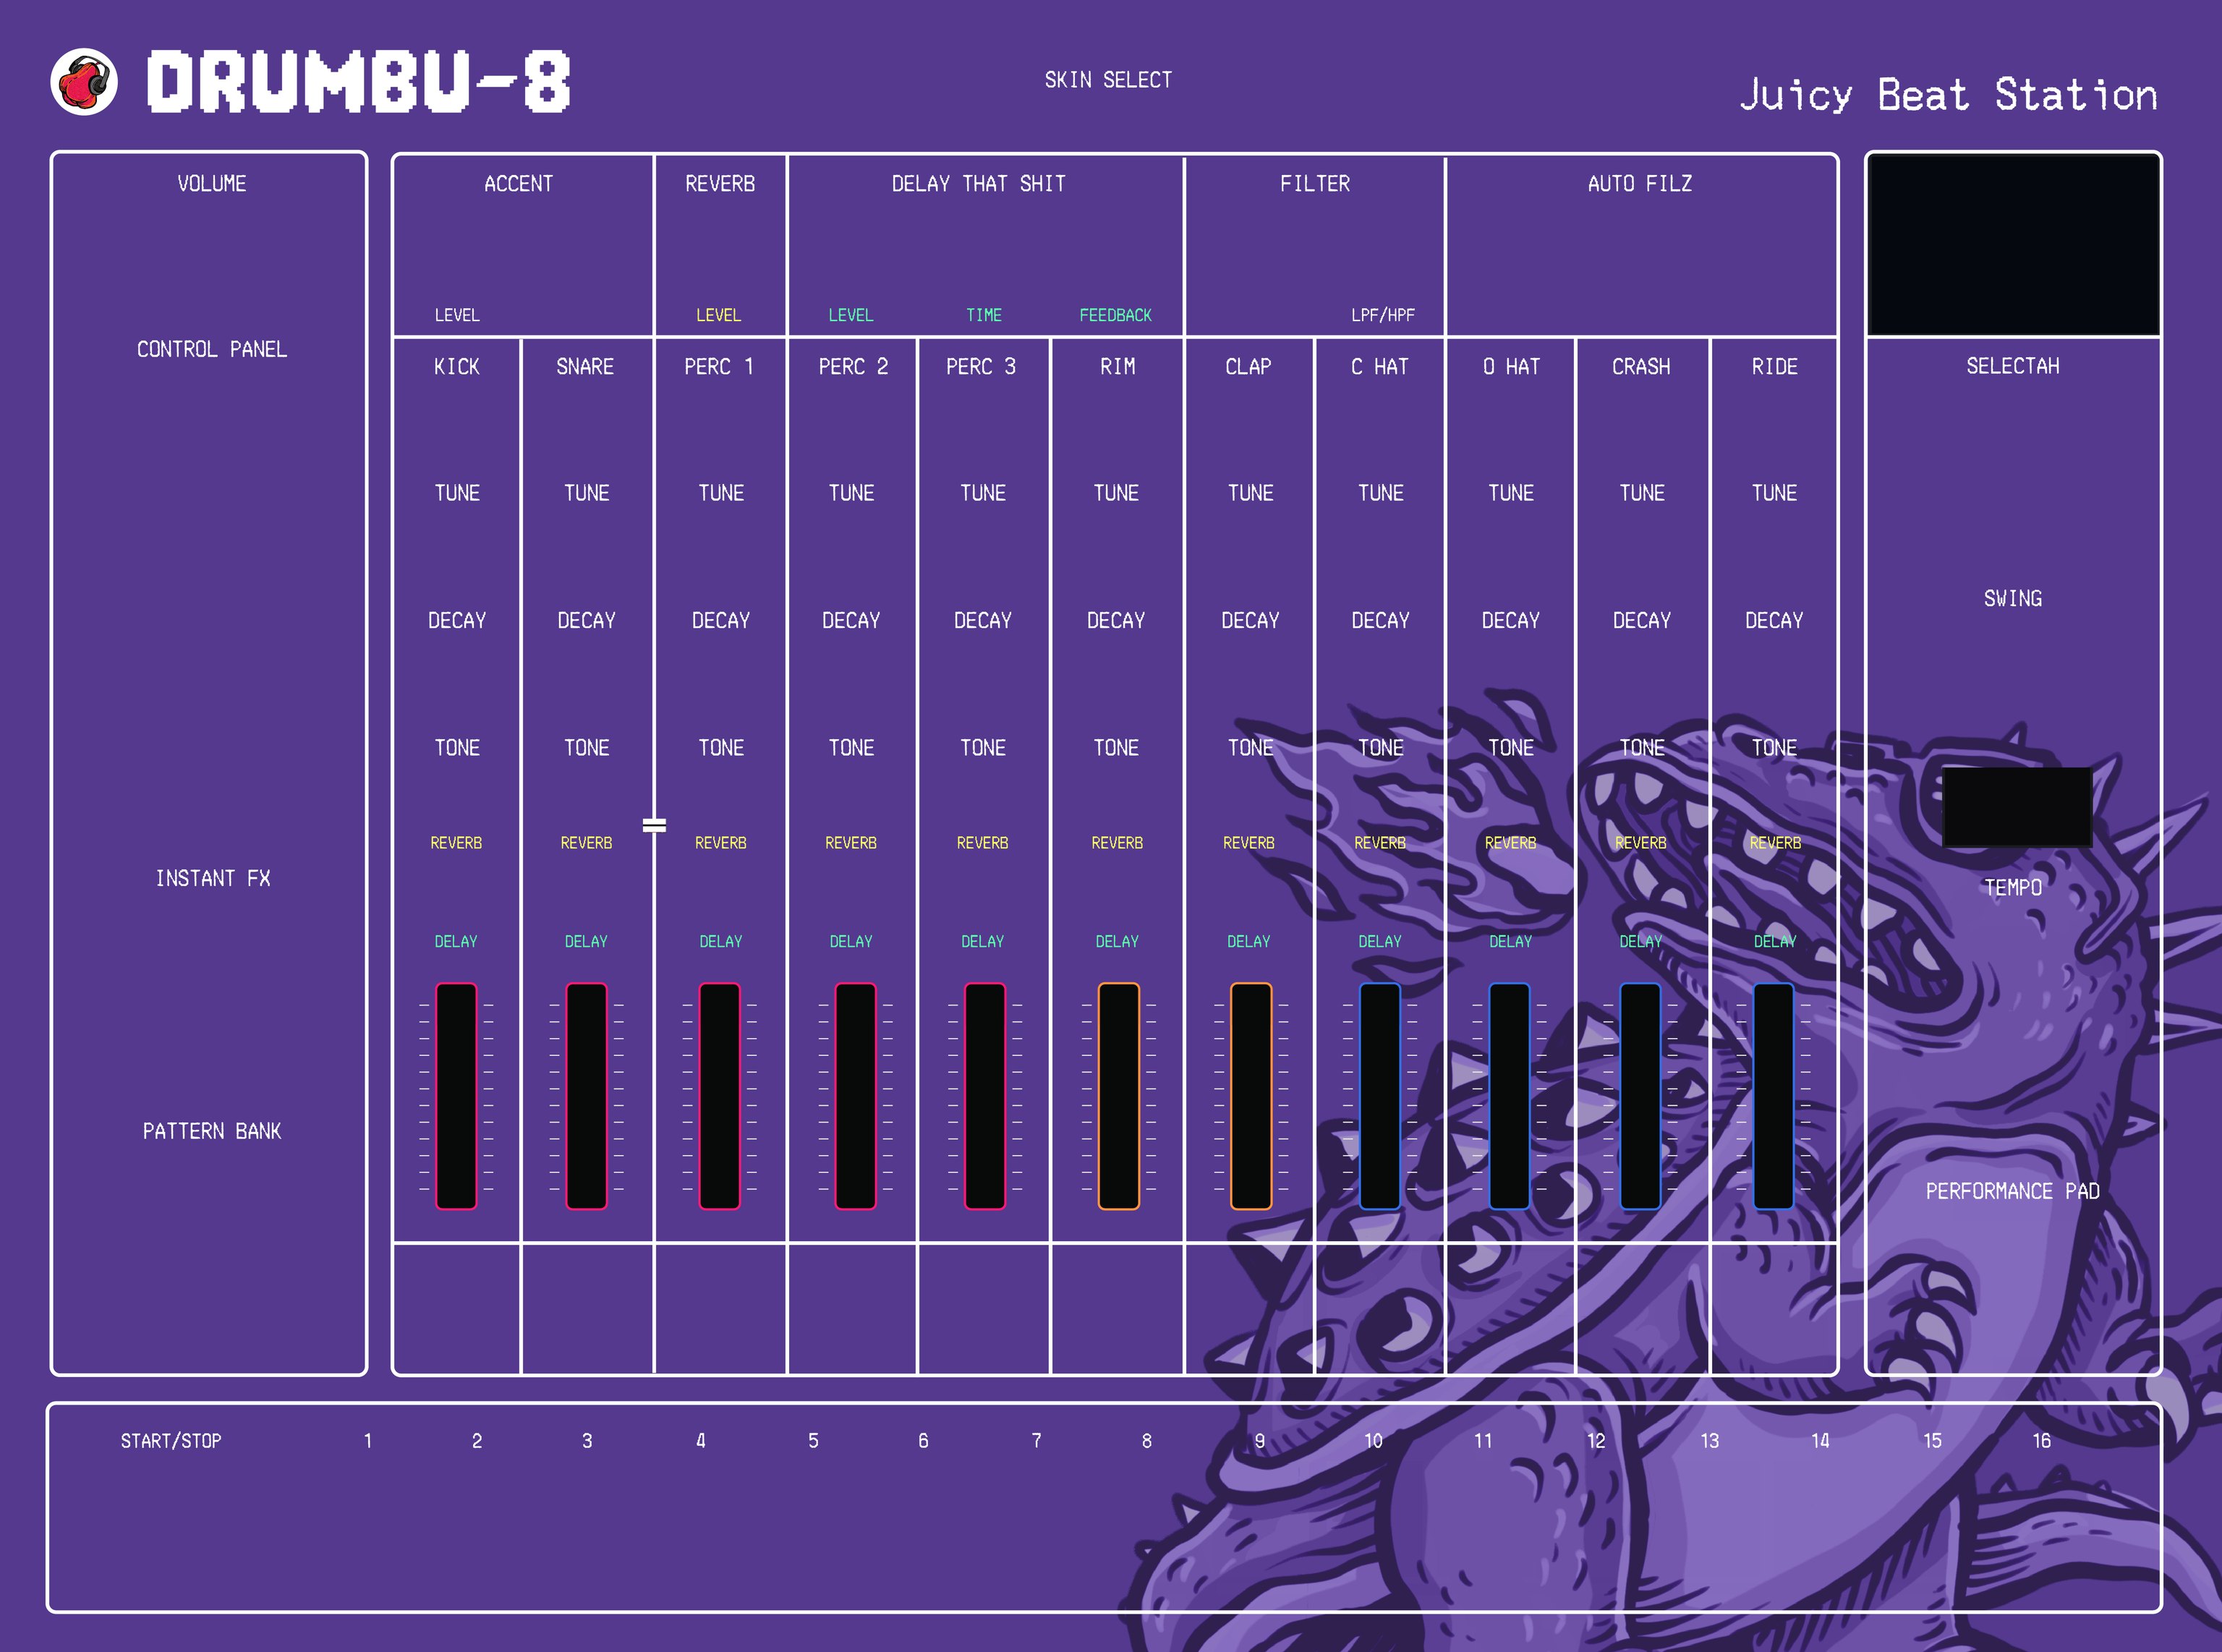 DRUMBU-8
SKIN SELECT
Juicy Beat Station
VOLUME
CONTROL PANEL
INSTANT FX
PATTERN BANK
ACCENT REVERB DELAY THAT SHIT FILTER AUTO FILZ
LEVEL LEVEL LEVEL TIME FEEDBACK LPF/HPF
KICK SNARE PERC 1 PERC 2 PERC 3 RIM CLAP C HAT O HAT CRASH RIDE
TUNE TUNE TUNE TUNE TUNE TUNE TUNE TUNE TUNE TUNE TUNE
DECAY DECAY DECAY DECAY DECAY DECAY DECAY DECAY DECAY DECAY DECAY
TONE TONE TONE TONE TONE TONE TONE TONE TONE TONE TONE
REVERB REVERB REVERB REVERB REVERB REVERB REVERB REVERB REVERB REVERB REVERB
DELAY DELAY DELAY DELAY DELAY DELAY DELAY DELAY DELAY DELAY DELAY
SELECTAH
SWING
TEMPO
PERFORMANCE PAD
START/STOP 1 2 3 4 5 6 7 8 9 10 11 12 13 14 15 16